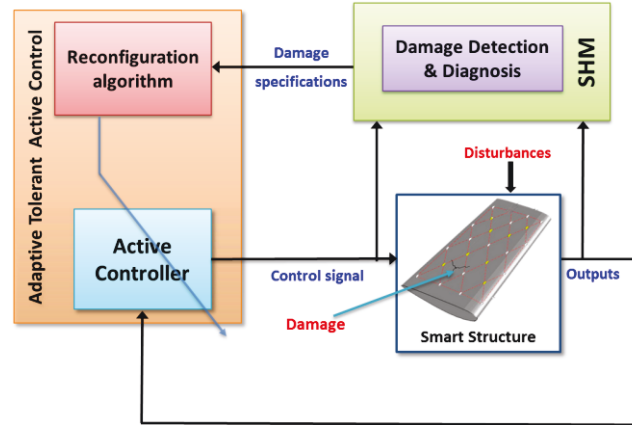 Adaptive Tolerant Active Control
Reconfiguration
algorithm
Damage
specifications
Damage Detection
& Diagnosis
SHM
Disturbances
Active
Controller
Control signal
Damage
Smart Structure
Outputs